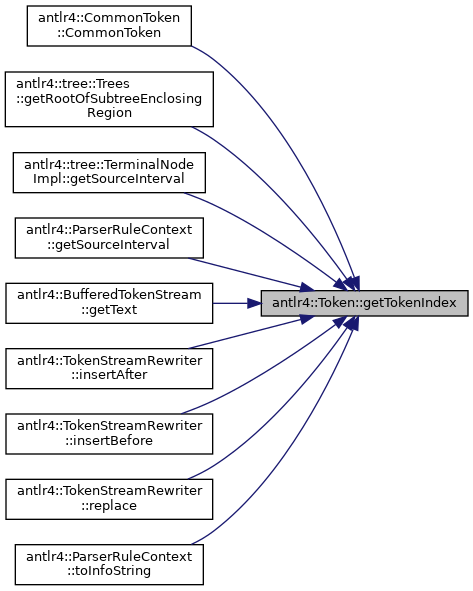 antlr4::CommonToken
::CommonToken
antlr4::tree::Trees
::getRootOfSubtreeEnclosing
Region
antlr4::tree::TerminalNode
Impl::getSourceInterval
antlr4::ParserRuleContext
::getSourceInterval
antlr4::BufferedTokenStream
::getText
antlr4::Token::getTokenIndex
antlr4::TokenStreamRewriter
::insertAfter
antlr4::TokenStreamRewriter
::insertBefore
antlr4::TokenStreamRewriter
::replace
antlr4::ParserRuleContext
::toInfoString